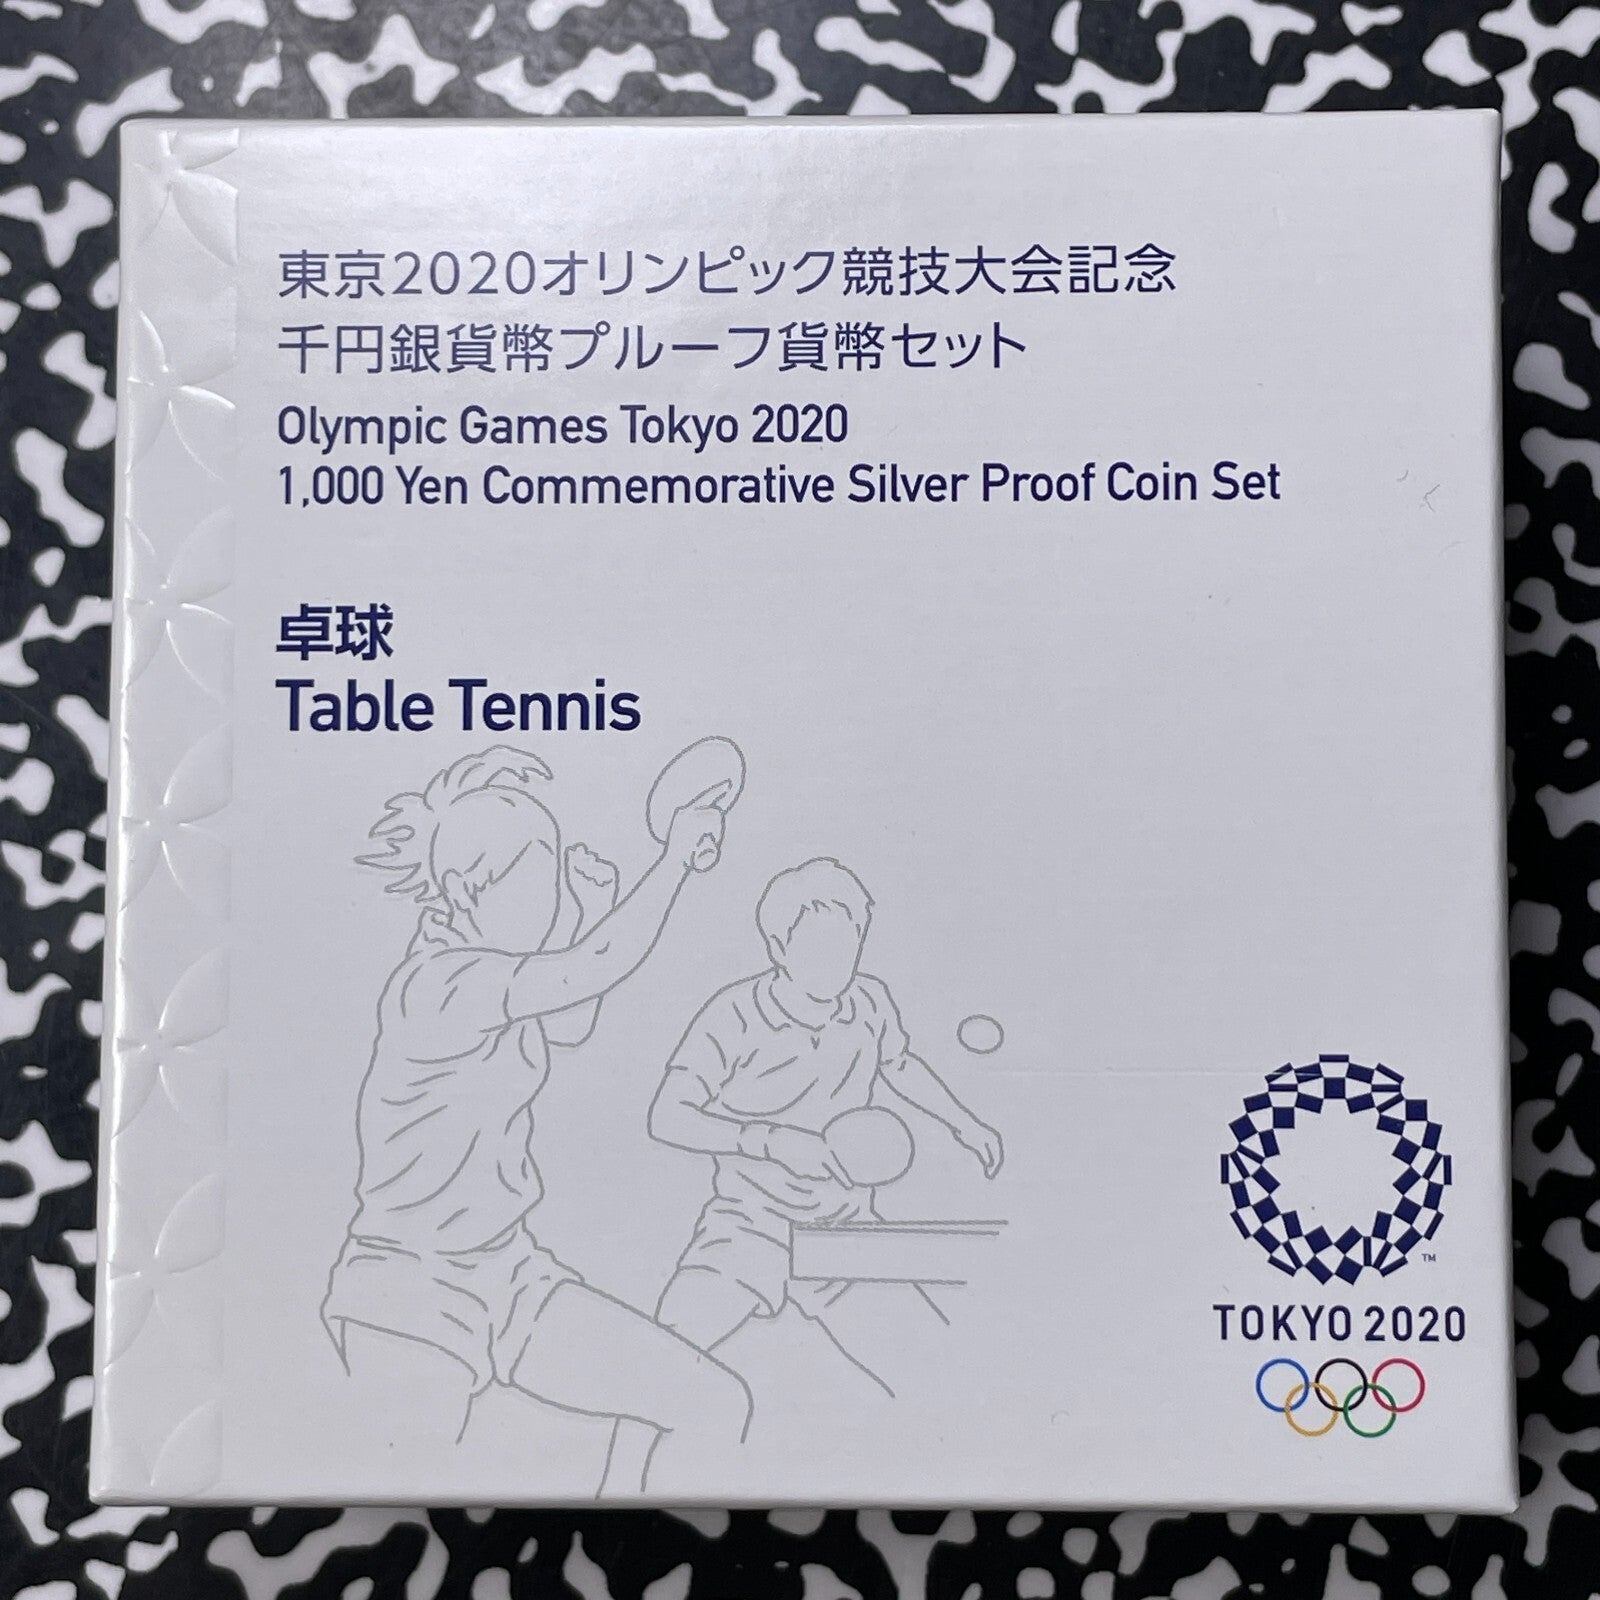 東京2020オリンピック競技大会記念
千円銀貨幣プルーフ貨幣セット
Olympic Games Tokyo 2020
1,000 Yen Commemorative Silver Proof Coin Set
卓球
Table Tennis
TM
TOKYO 2020